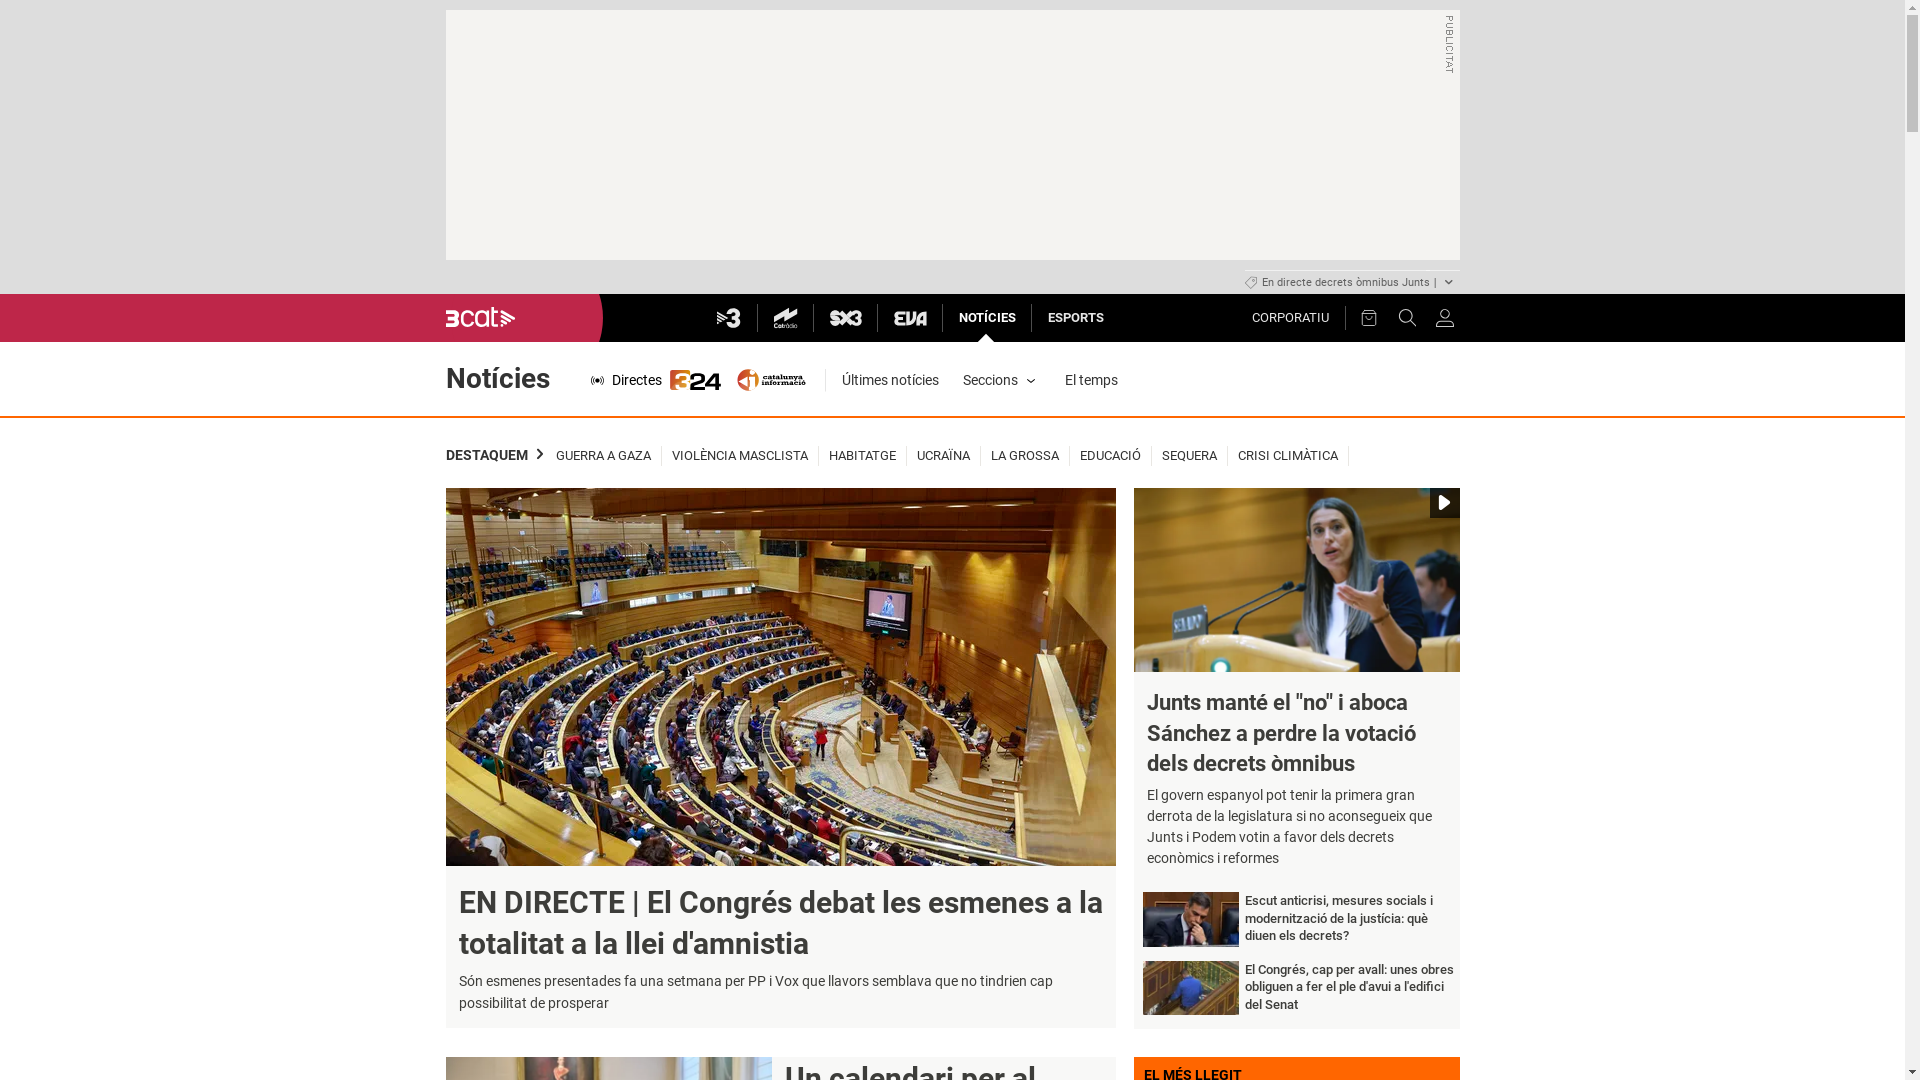 PUBLICITAT
En directe decrets òmnibus Junts |
3cat
3
Catràdio
SX3
EVA
NOTÍCIES
ESPORTS
CORPORATIU
Notícies
Directes
324
catalunya
informació
Últimes notícies
Seccions
El temps
DESTAQUEM
GUERRA A GAZA
VIOLÈNCIA MASCLISTA
HABITATGE
UCRAÏNA
LA GROSSA
EDUCACIÓ
SEQUERA
CRISI CLIMÀTICA
EN DIRECTE | El Congrés debat les esmenes a la
totalitat a la llei d'amnistia
Són esmenes presentades fa una setmana per PP i Vox que llavors semblava que no tindrien cap
possibilitat de prosperar
Junts manté el "no" i aboca
Sánchez a perdre la votació
dels decrets òmnibus
El govern espanyol pot tenir la primera gran
derrota de la legislatura si no aconsegueix que
Junts i Podem votin a favor dels decrets
econòmics i reformes
Escut anticrisi, mesures socials i
modernització de la justícia: què
diuen els decrets?
El Congrés, cap per avall: unes obres
obliguen a fer el ple d'avui a l'edifici
del Senat
Un calendari per al
EL MÉS LLEGIT